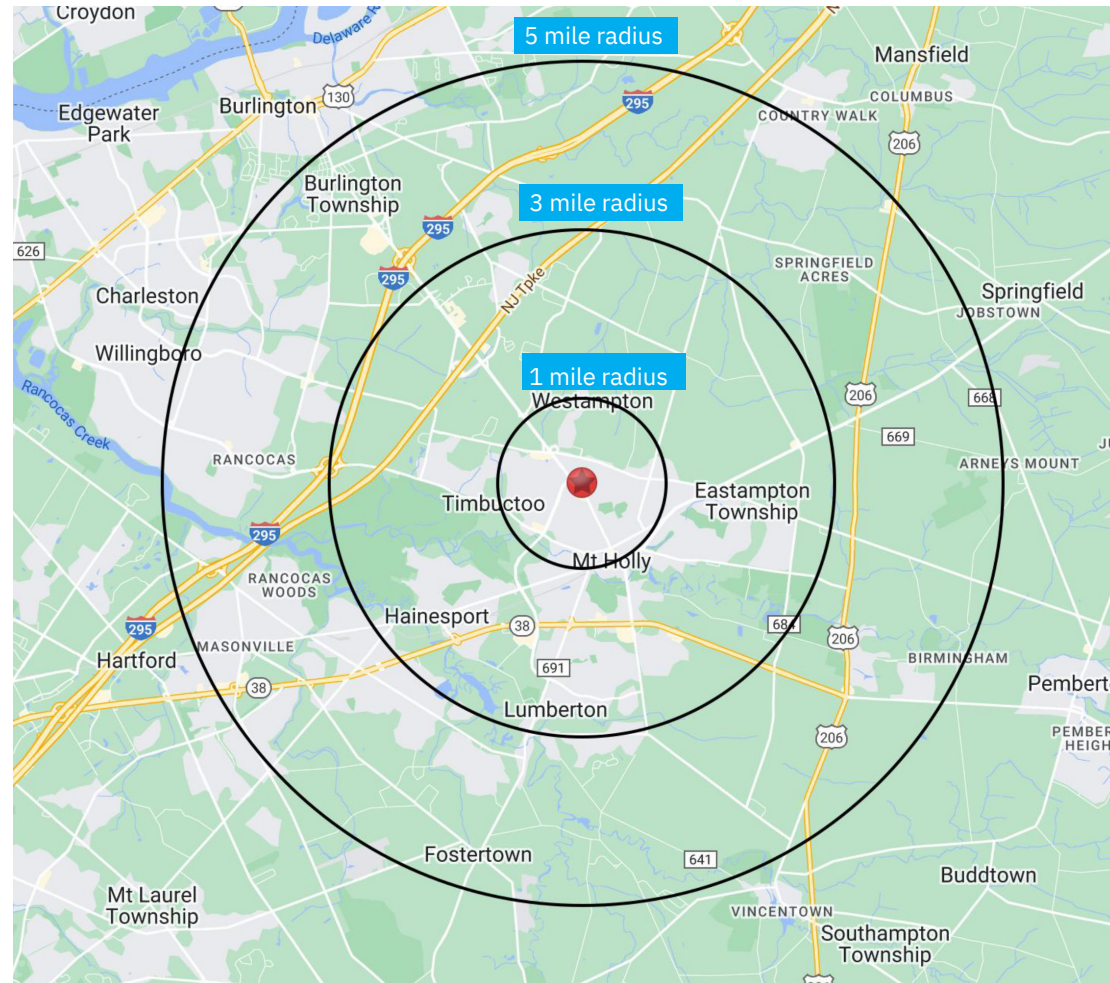 Croydon
Delaware R
5 mile radius
Mansfield
COLUMBUS
Edgewater
Park
Burlington
130
295
COUNTRY WALK
206
Burlington
Township
3 mile radius
295
626
295
SPRINGFIELD
ACRES
Charleston
NJ-Tpke
Springfield
JOBSTOWN
Willingboro
1 mile radius
Westampton
206
668
Rancocas Creek
669
RANCOCAS
ARNEYS MOUNT
Timbuctoo
Eastampton
Township
295
Mt Holly
RANCOCAS
WOODS
Hainesport
38
684
206
295
MASONVILLE
Hartford
691
BIRMINGHAM
38
Pembert
Lumberton
206
PEMBER
HEIGH
Fostertown
641
Buddtown
Mt Laurel
Township
VINCENTOWN
Southampton
Township